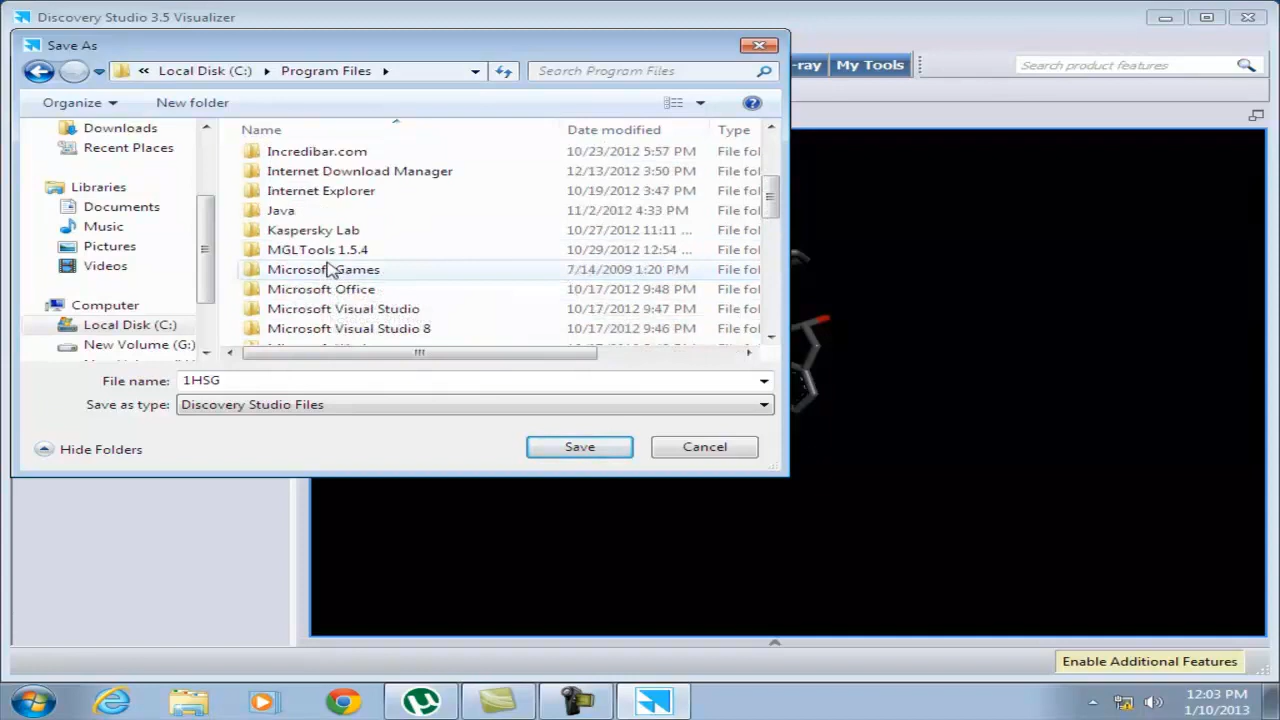 Discovery Studio 3.5 Visualizer
Save As
« Local Disk (C:) Program Files
Search Program Files
-ray My Tools
Search product features
Organize New folder
Downloads
Recent Places
Libraries
Documents
Music
Pictures
Videos
Computer
Local Disk (C:)
New Volume (G:)
Name Date modified Type
Incredibar.com 10/23/2012 5:57 PM File fol
Internet Download Manager 12/13/2012 3:50 PM File fol
Internet Explorer 10/19/2012 3:47 PM File fol
Java 11/2/2012 4:33 PM File fol
Kaspersky Lab 10/27/2012 11:11 ... File fol
MGLTools 1.5.4 10/29/2012 12:54 ... File fol
Microsoft Games 7/14/2009 1:20 PM File fol
Microsoft Office 10/17/2012 9:48 PM File fol
Microsoft Visual Studio 10/17/2012 9:47 PM File fol
Microsoft Visual Studio 8 10/17/2012 9:46 PM File fol
File name: 1HSG
Save as type: Discovery Studio Files
Hide Folders Save Cancel
Enable Additional Features
12:03 PM
1/10/2013